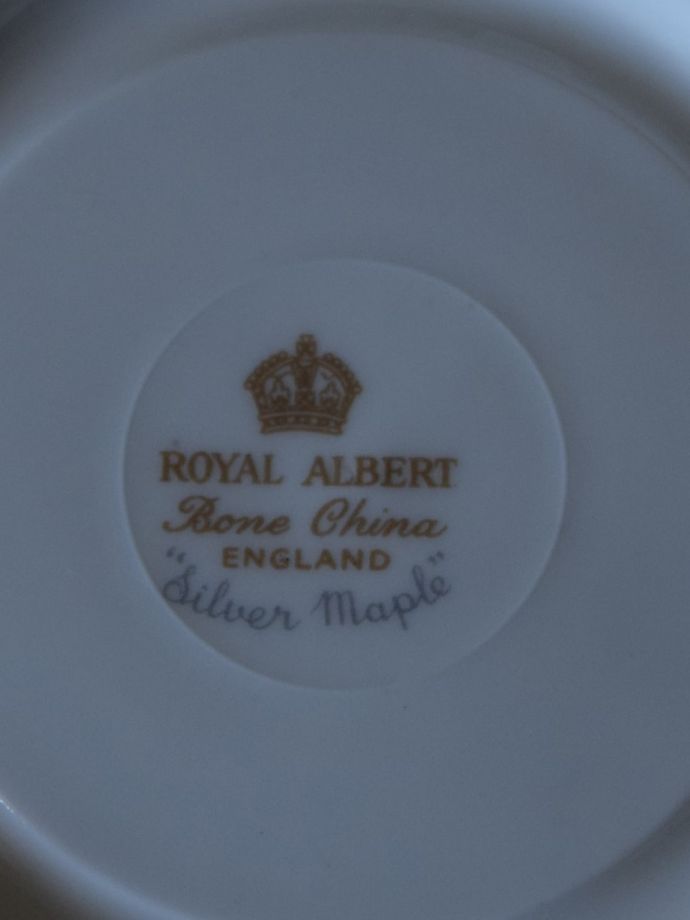 ROYAL ALBERT
Bone China
ENGLAND
"Silver Maple"